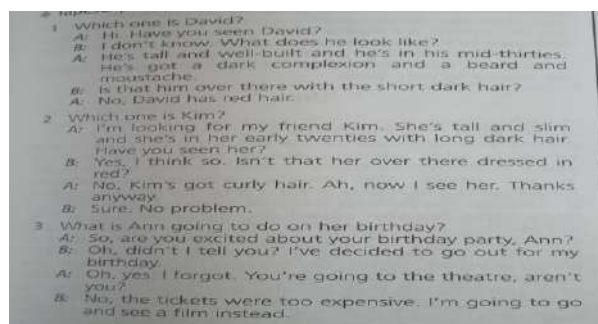 1 Which one is David?
A: Hi. Have you seen David?
B: I don't know. What does he look like?
A: He's tall and well-built and he's in his mid-thirties.
He's got a dark complexion and a beard and
moustache.
B: Is that him over there with the short dark hair?
A: No, David has red hair.
2 Which one is Kim?
A: I'm looking for my friend Kim. She's tall and slim
and she's in her early twenties with long dark hair.
Have you seen her?
B: Yes, I think so. Isn't that her over there dressed in
red?
A: No, Kim's got curly hair. Ah, now I see her. Thanks
anyway.
B: Sure. No problem.
3 What is Ann going to do on her birthday?
A: So, are you excited about your birthday party, Ann?
B: Oh, didn't I tell you? I've decided to go out for my
birthday.
A: Oh, yes. I forgot. You're going to the theatre, aren't
you?
B: No, the tickets were too expensive. I'm going to go
and see a film instead.